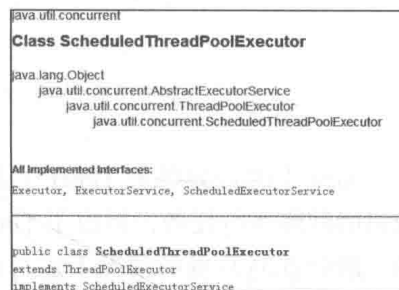 java.util.concurrent
Class ScheduledThreadPoolExecutor
java.lang.Object
java.util.concurrent.AbstractExecutorService
java.util.concurrent.ThreadPoolExecutor
java.util.concurrent.ScheduledThreadPoolExecutor
All Implemented Interfaces:
Executor, ExecutorService, ScheduledExecutorService
public class ScheduledThreadPoolExecutor
extends ThreadPoolExecutor
implements ScheduledExecutorService